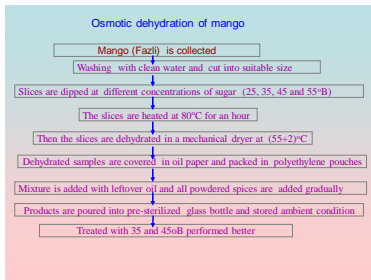 Osmotic dehydration of mango
Mango (Fazli) is collected
Washing with clean water and cut into suitable size
Slices are dipped at different concentrations of sugar (25, 35, 45 and 55°B)
The slices are heated at 80°C for an hour
Then the slices are dehydrated in a mechanical dryer at (55+2)°C
Dehydrated samples are covered in oil paper and packed in polyethylene pouches
Mixture is added with leftover oil and all powdered spices are added gradually
Products are poured into pre-sterilized glass bottle and stored ambient condition
Treated with 35 and 45oB performed better